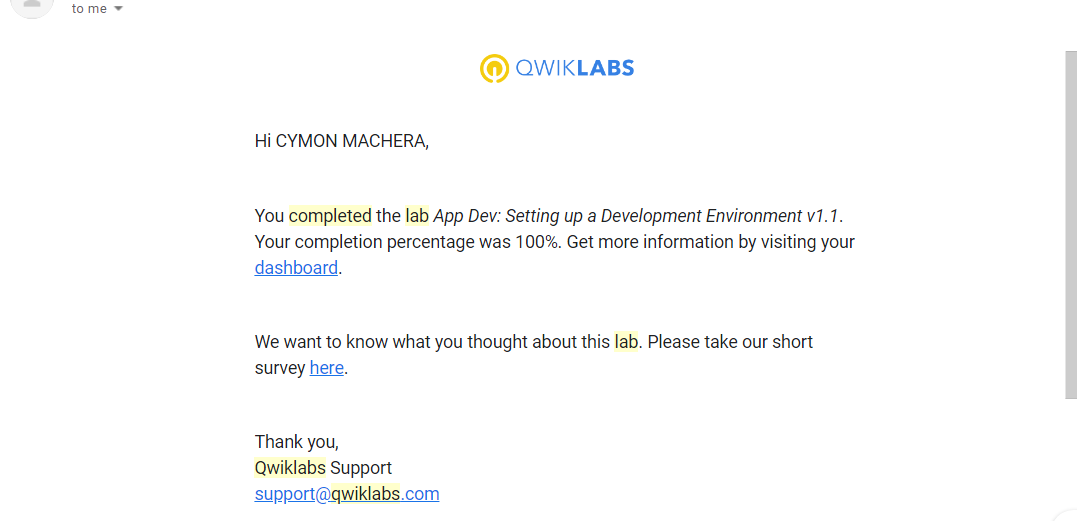 to me
QWIKLABS
Hi CYMON MACHERA,
You completed the lab App Dev: Setting up a Development Environment v1.1.
Your completion percentage was 100%. Get more information by visiting your
dashboard.
We want to know what you thought about this lab. Please take our short
survey here.
Thank you,
Qwiklabs Support
support@qwiklabs.com